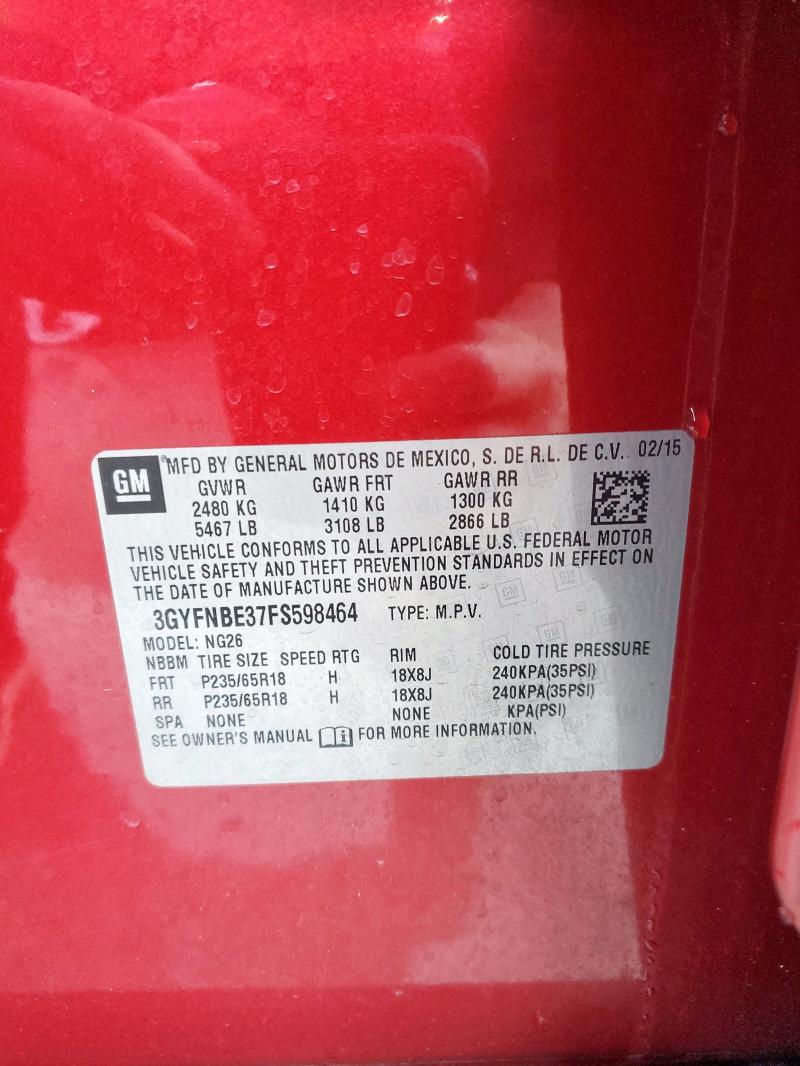 GM
MFD BY GENERAL MOTORS DE MEXICO, S. DE R.L. DE C.V. 02/15
GVWR GAWR FRT GAWR RR
2480 KG 1410 KG 1300 KG
5467 LB 3108 LB 2866 LB
THIS VEHICLE CONFORMS TO ALL APPLICABLE U.S. FEDERAL MOTOR
VEHICLE SAFETY AND THEFT PREVENTION STANDARDS IN EFFECT ON
THE DATE OF MANUFACTURE SHOWN ABOVE.
3GYFNBE37FS598464 TYPE: M.P.V.
MODEL: NG26
NBBM TIRE SIZE SPEED RTG RIM COLD TIRE PRESSURE
FRT P235/65R18 H 18X8J 240KPA(35PSI)
RR P235/65R18 H 18X8J 240KPA(35PSI)
SPA NONE NONE KPA(PSI)
SEE OWNER'S MANUAL FOR MORE INFORMATION.